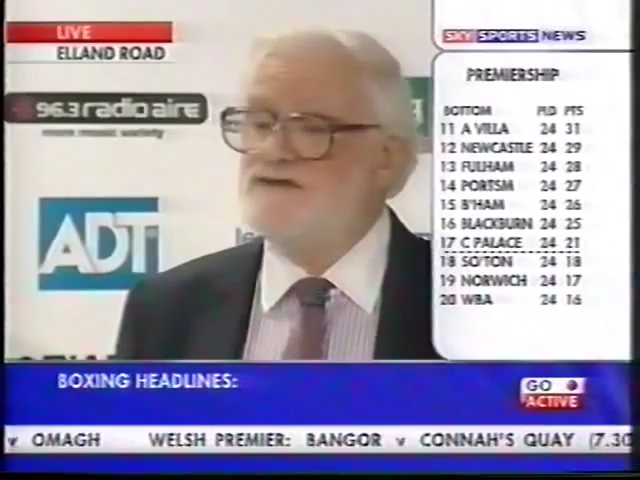 LIVE
ELLAND ROAD
96.3 radio aire
more music variety
ADT
SKY SPORTS NEWS
PREMIERSHIP
BOTTOM PLD PTS
11 A VILLA 24 31
12 NEWCASTLE 24 29
13 FULHAM 24 28
14 PORTSM 24 27
15 B'HAM 24 26
16 BLACKBURN 24 25
17 C PALACE 24 21
18 SO'TON 24 18
19 NORWICH 24 17
20 WBA 24 16
BOXING HEADLINES:
GO
ACTIVE
v OMAGH WELSH PREMIER: BANGOR v CONNAH'S QUAY (7.30